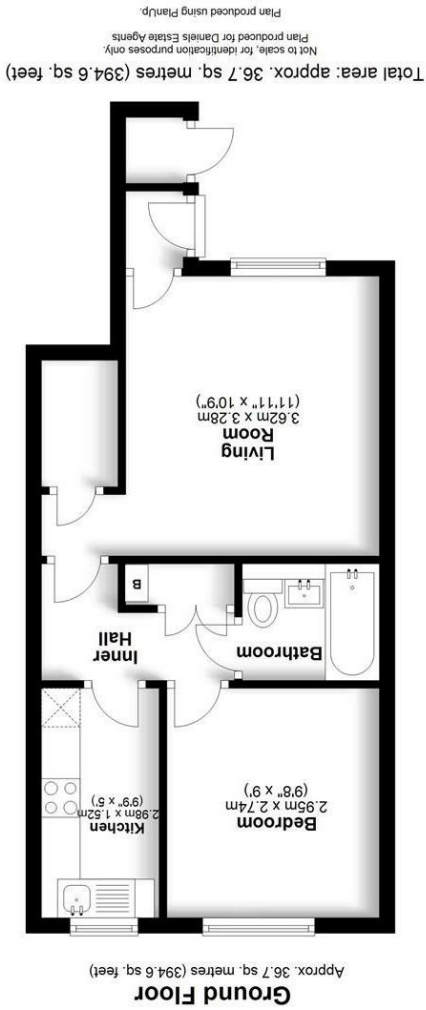 Ground Floor
Approx. 36.7 sq. metres (394.6 sq. feet)
Bedroom
2.95m x 2.74m
(9'8" x 9')
Kitchen
2.98m x 1.52m
(9'9" x 5')
Bathroom
Inner
Hall
B
Living
Room
3.62m x 3.28m
(11'11" x 10'9")
Total area: approx. 36.7 sq. metres (394.6 sq. feet)
Not to scale, for identification purposes only.
Plan produced for Daniels Estate Agents
Plan produced using PlanUp.